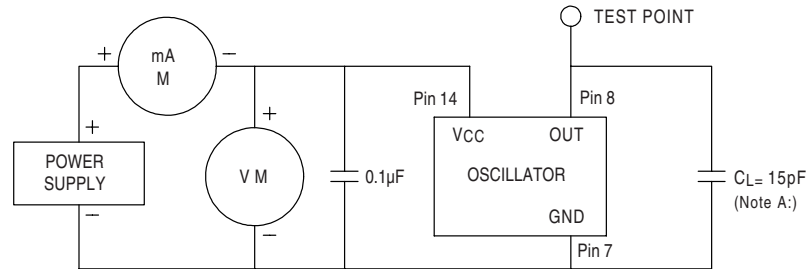 TEST POINT
+
mA
M
−
Pin 14
Pin 8
+
POWER
SUPPLY
−
+
V M
−
0.1µF
VCC
OUT
OSCILLATOR
GND
Pin 7
CL= 15pF
(Note A:)